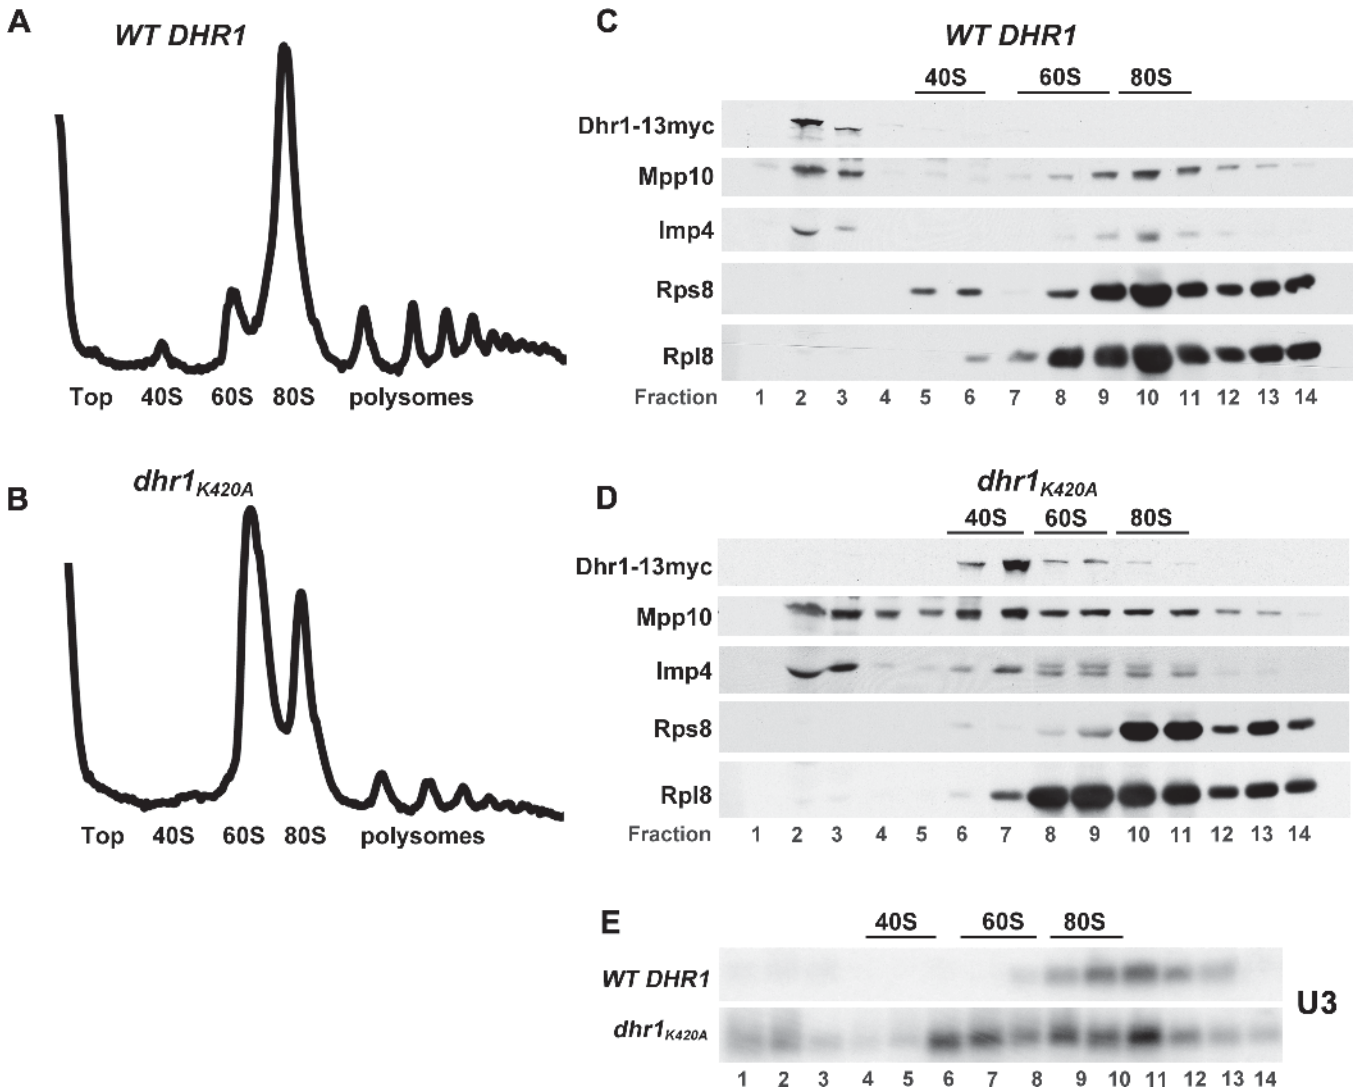 A
WT DHR1
Top 40S 60S 80S polysomes
B
dhr1K420A
Top 40S 60S 80S polysomes
C
WT DHR1
40S 60S 80S
Dhr1-13myc
Mpp10
Imp4
Rps8
Rpl8
Fraction 1 2 3 4 5 6 7 8 9 10 11 12 13 14
D
dhr1K420A
40S 60S 80S
Dhr1-13myc
Mpp10
Imp4
Rps8
Rpl8
Fraction 1 2 3 4 5 6 7 8 9 10 11 12 13 14
E
40S 60S 80S
WT DHR1
dhr1K420A
U3
1 2 3 4 5 6 7 8 9 10 11 12 13 14